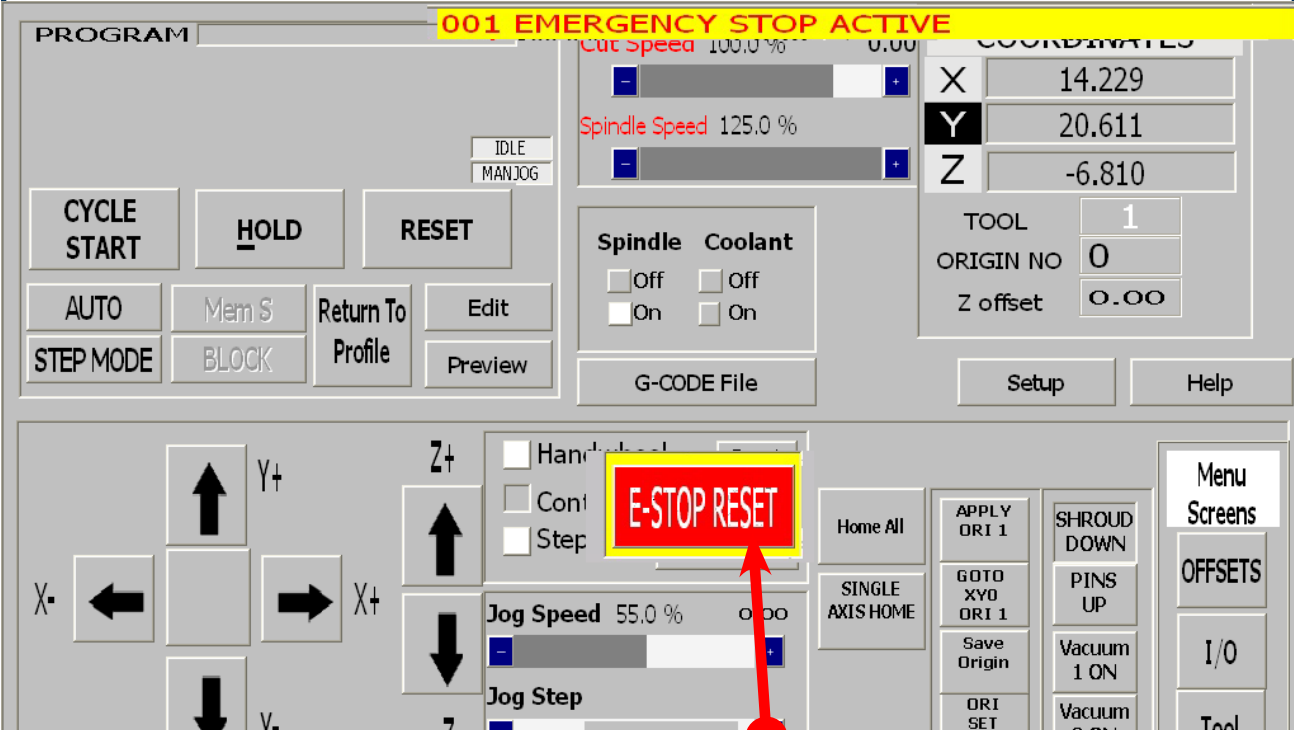 001 EMERGENCY STOP ACTIVE
PROGRAM
Cut Speed 100.0 % 0.00
COORDINATES
X 14.229
Spindle Speed 125.0 %
Y 20.611
IDLE
MANJOG
Z -6.810
CYCLE
START
HOLD
RESET
Spindle Coolant
Off Off
On On
TOOL 1
ORIGIN NO 0
Z offset 0.00
AUTO
Mem S
Return To
Profile
Edit
STEP MODE
BLOCK
Preview
G-CODE File
Setup
Help
Y+
Z+
X-
X+
Step
E-STOP RESET
Jog Speed 55.0 % 0.00
Jog Step
Home All
SINGLE
AXIS HOME
APPLY
ORI 1
GOTO
XY0
ORI 1
Save
Origin
ORI
SET
SHROUD
DOWN
PINS
UP
Vacuum
1 ON
Vacuum
Menu
Screens
OFFSETS
I/O
Tool
Y-